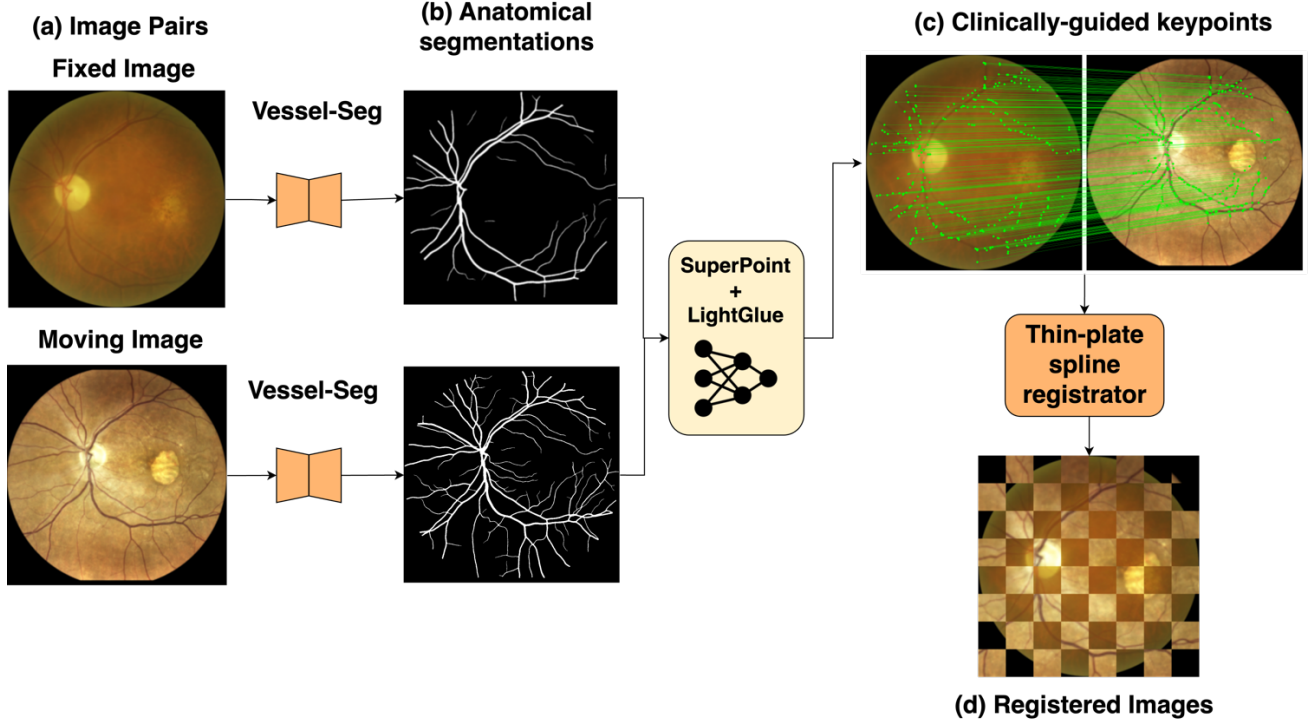 (a) Image Pairs
Fixed Image
Vessel-Seg
(b) Anatomical
segmentations
Moving Image
Vessel-Seg
SuperPoint
+
LightGlue
(c) Clinically-guided keypoints
Thin-plate
spline
registrator
(d) Registered Images